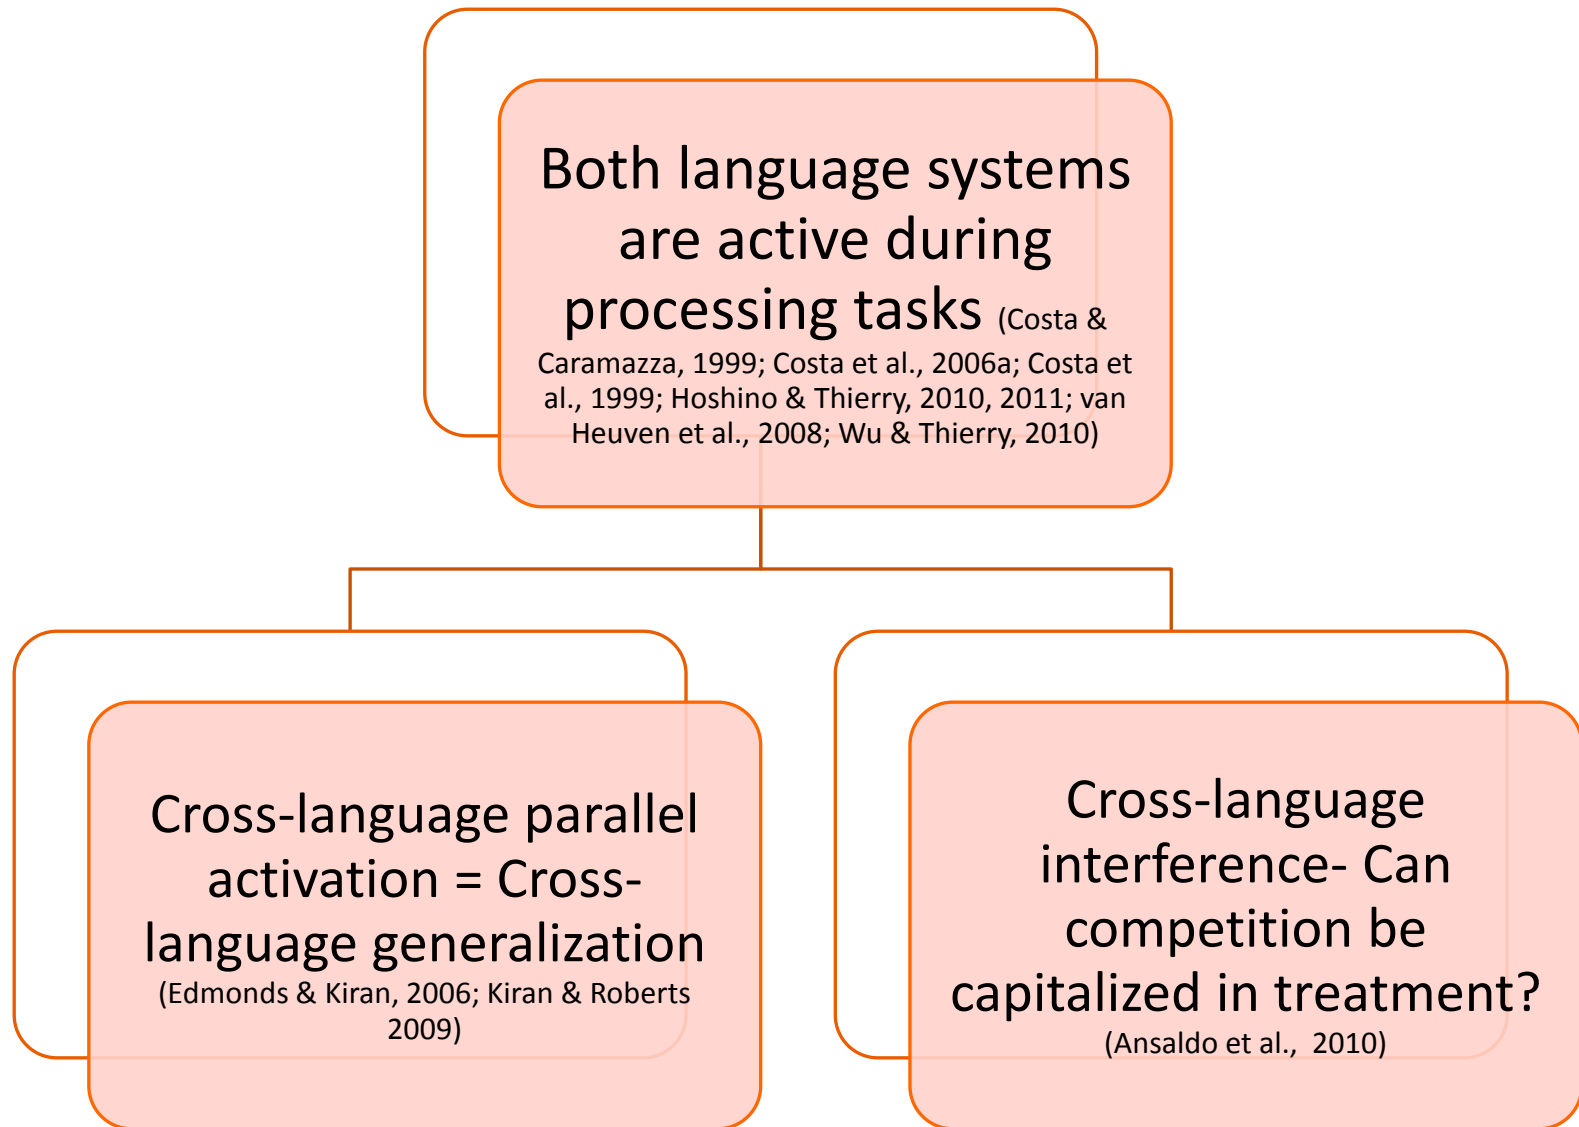 Both language systems
are active during
processing tasks (Costa &
Caramazza, 1999; Costa et al., 2006a; Costa et
al., 1999; Hoshino & Thierry, 2010, 2011; van
Heuven et al., 2008; Wu & Thierry, 2010)
Cross-language parallel
activation = Cross-
language generalization
(Edmonds & Kiran, 2006; Kiran & Roberts
2009)
Cross-language
interference- Can
competition be
capitalized in treatment?
(Ansaldo et al.,  2010)